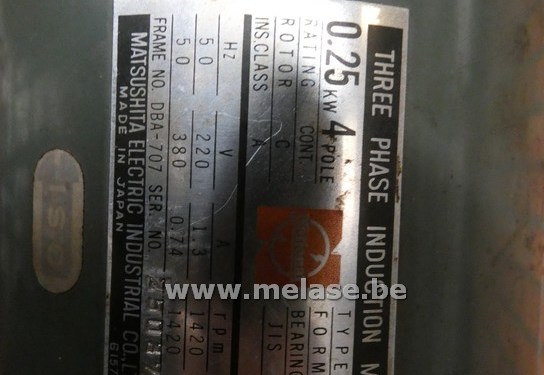 THREE PHASE INDUCTION M
0.25 KW 4 POLE
RATING CONT. FORM
ROTOR C BEARING
INS.CLASS A JIS
TYPE
Hz V A rpm
50 220 1.3 1420
50 380 0.74 1420
FRAME NO. DBA-707 SER. NO.
MATSUSHITA ELECTRIC INDUSTRIAL CO.,L
MADE IN JAPAN
www.melase.be